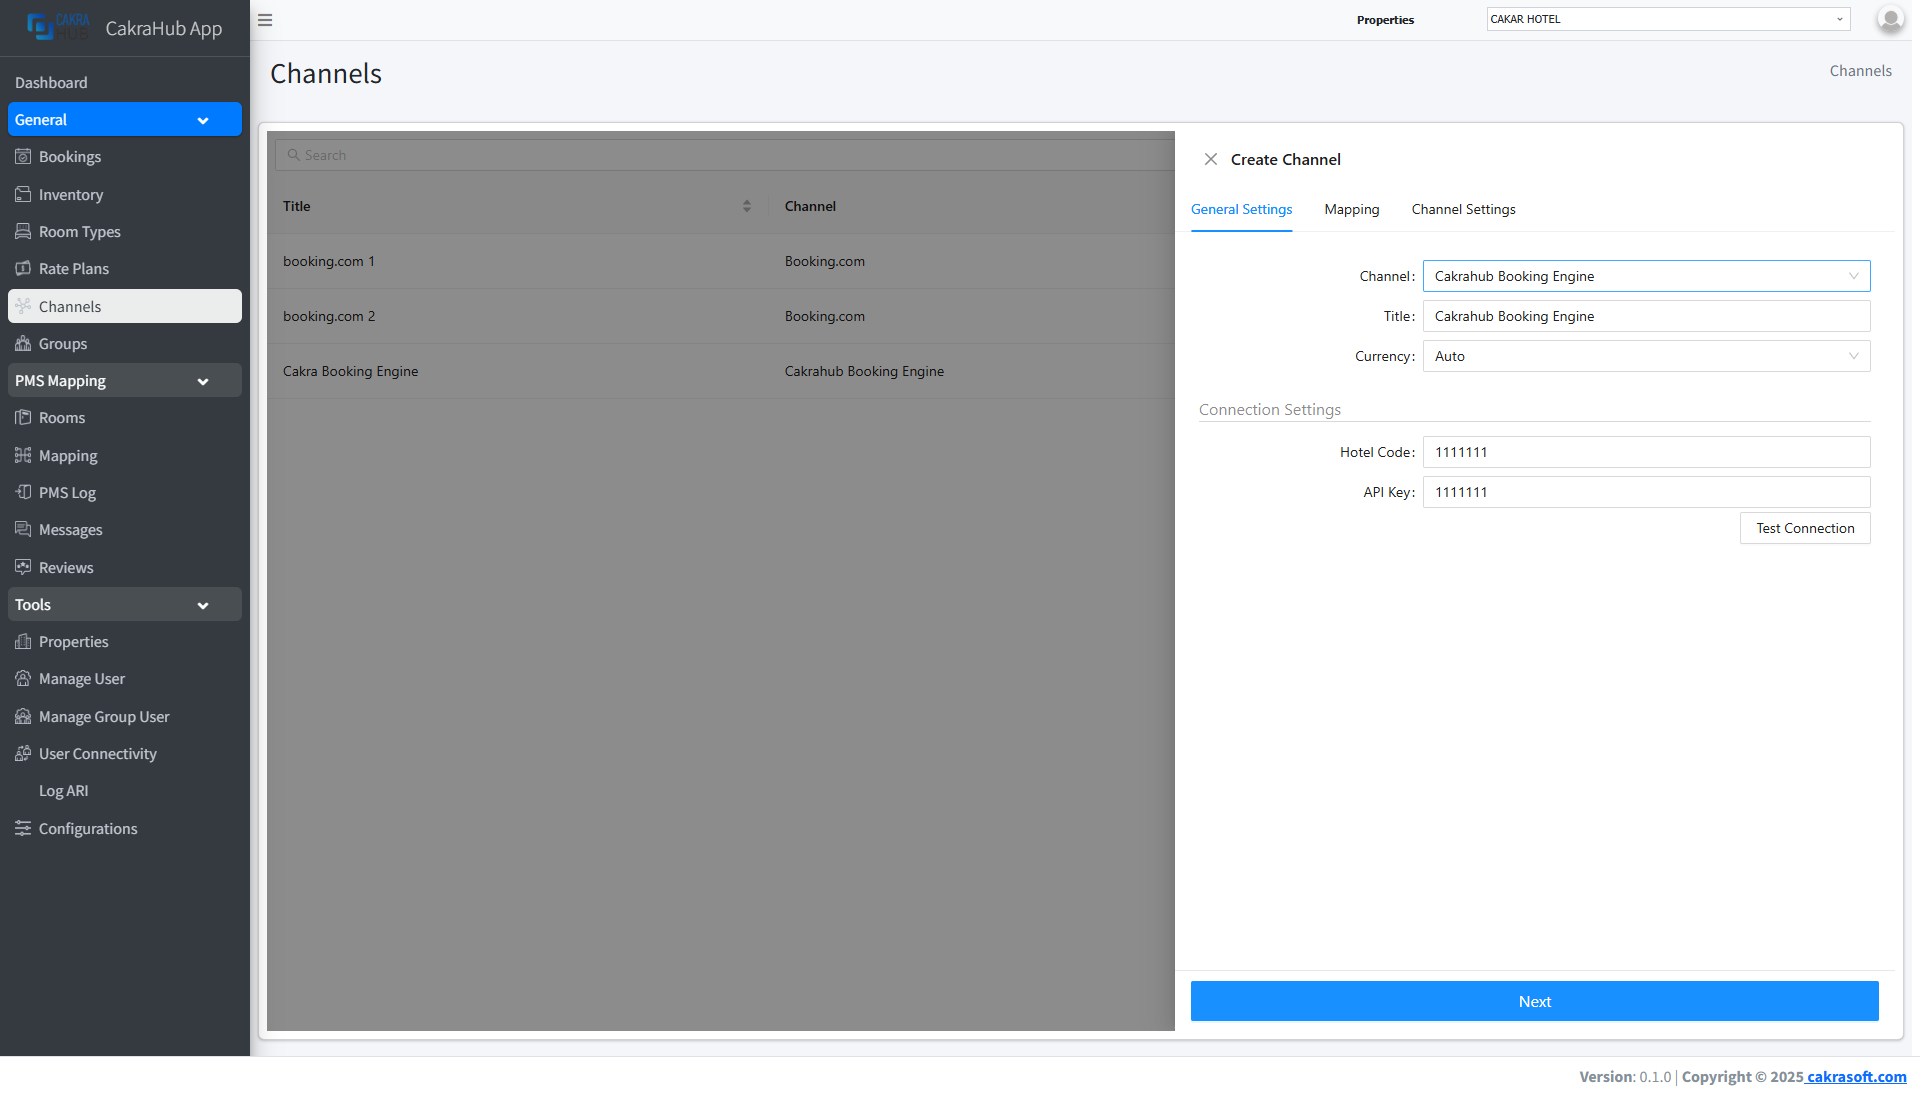 CAKRA
HUB
CakraHub App
Properties
CAKAR HOTEL
Dashboard
General
Bookings
Inventory
Room Types
Rate Plans
Channels
Groups
PMS Mapping
Rooms
Mapping
PMS Log
Messages
Reviews
Tools
Properties
Manage User
Manage Group User
User Connectivity
Log ARI
Configurations
Channels
Channels
Search
Title
Channel
booking.com 1
Booking.com
booking.com 2
Booking.com
Cakra Booking Engine
Cakrahub Booking Engine
Create Channel
General Settings
Mapping
Channel Settings
Channel: Cakrahub Booking Engine
Title: Cakrahub Booking Engine
Currency: Auto
Connection Settings
Hotel Code: 1111111
API Key: 1111111
Test Connection
Next
Version: 0.1.0 | Copyright © 2025 cakrasoft.com